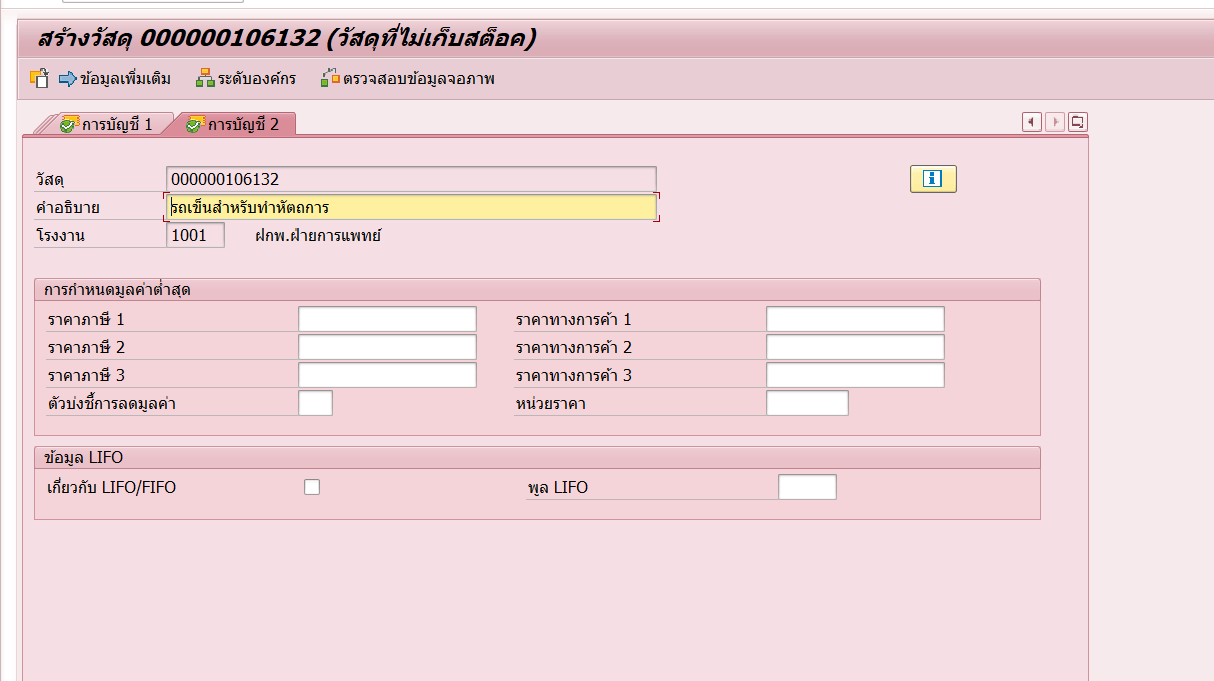 สร้างวัสดุ 000000106132 (วัสดุที่ไม่เก็บสต็อค)
ข้อมูลเพิ่มเติม ระดับองค์กร ตรวจสอบข้อมูลจอภาพ
การบัญชี 1 การบัญชี 2
วัสดุ 000000106132
คำอธิบาย รถเข็นสำหรับทำหัตถการ
โรงงาน 1001 ฝกพ.ฝ่ายการแพทย์
การกำหนดมูลค่าต่ำสุด
ราคาภาษี 1 ราคาทางการค้า 1
ราคาภาษี 2 ราคาทางการค้า 2
ราคาภาษี 3 ราคาทางการค้า 3
ตัวบ่งชี้การลดมูลค่า หน่วยราคา
ข้อมูล LIFO
เกี่ยวกับ LIFO/FIFO พูล LIFO